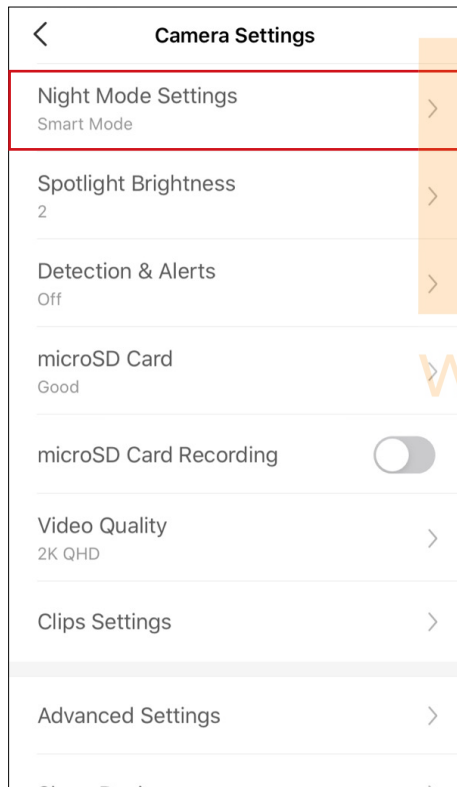 Camera Settings
Night Mode Settings
Smart Mode
Spotlight Brightness
2
Detection & Alerts
Off
microSD Card
Good
microSD Card Recording
Video Quality
2K QHD
Clips Settings
Advanced Settings